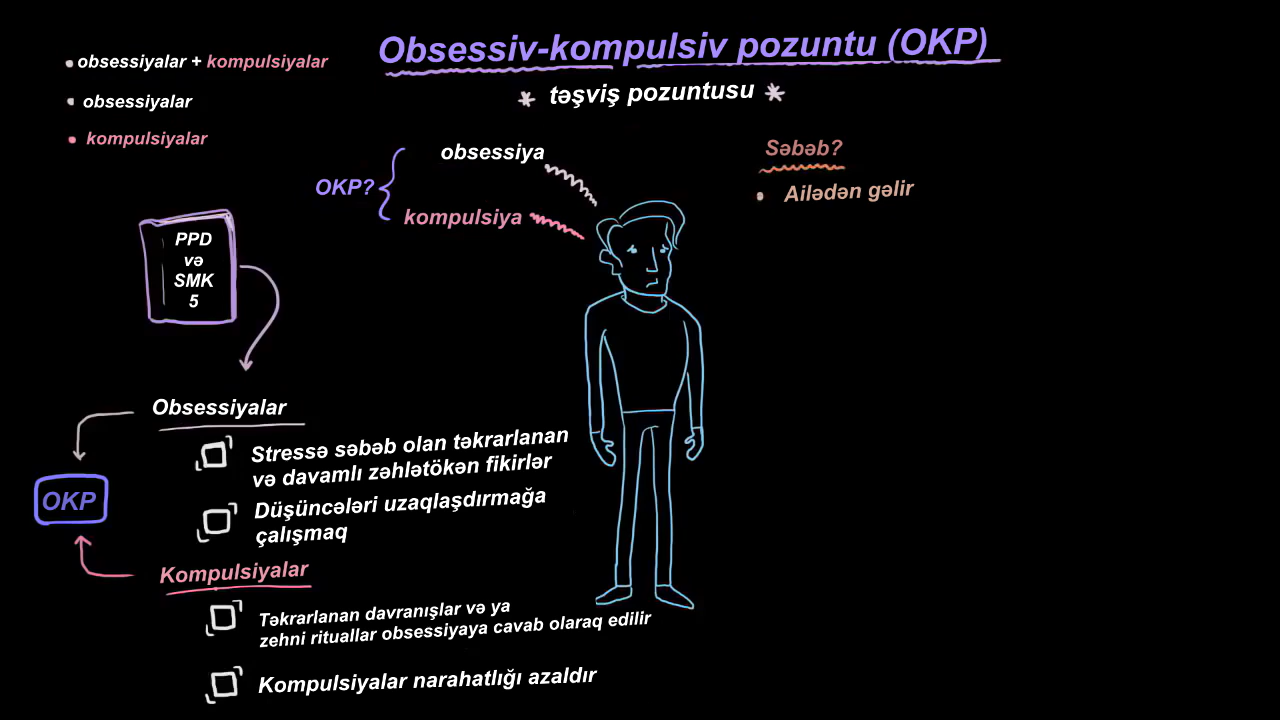 Obsessiv-kompulsiv pozuntu (OKP)
* təşviş pozuntusu *
• obsessiyalar + kompulsiyalar
• obsessiyalar
• kompulsiyalar
OKP?
obsessiya
kompulsiya
Səbəb?
• Ailədən gəlir
PPD
və
SMK
5
Obsessiyalar
Stressə səbəb olan təkrarlanan
və davamlı zəhlətökən fikirlər
Düşüncələri uzaqlaşdırmağa
çalışmaq
OKP
Kompulsiyalar
Təkrarlanan davranışlar və ya
zehni rituallar obsessiyaya cavab olaraq edilir
Kompulsiyalar narahatlığı azaldır